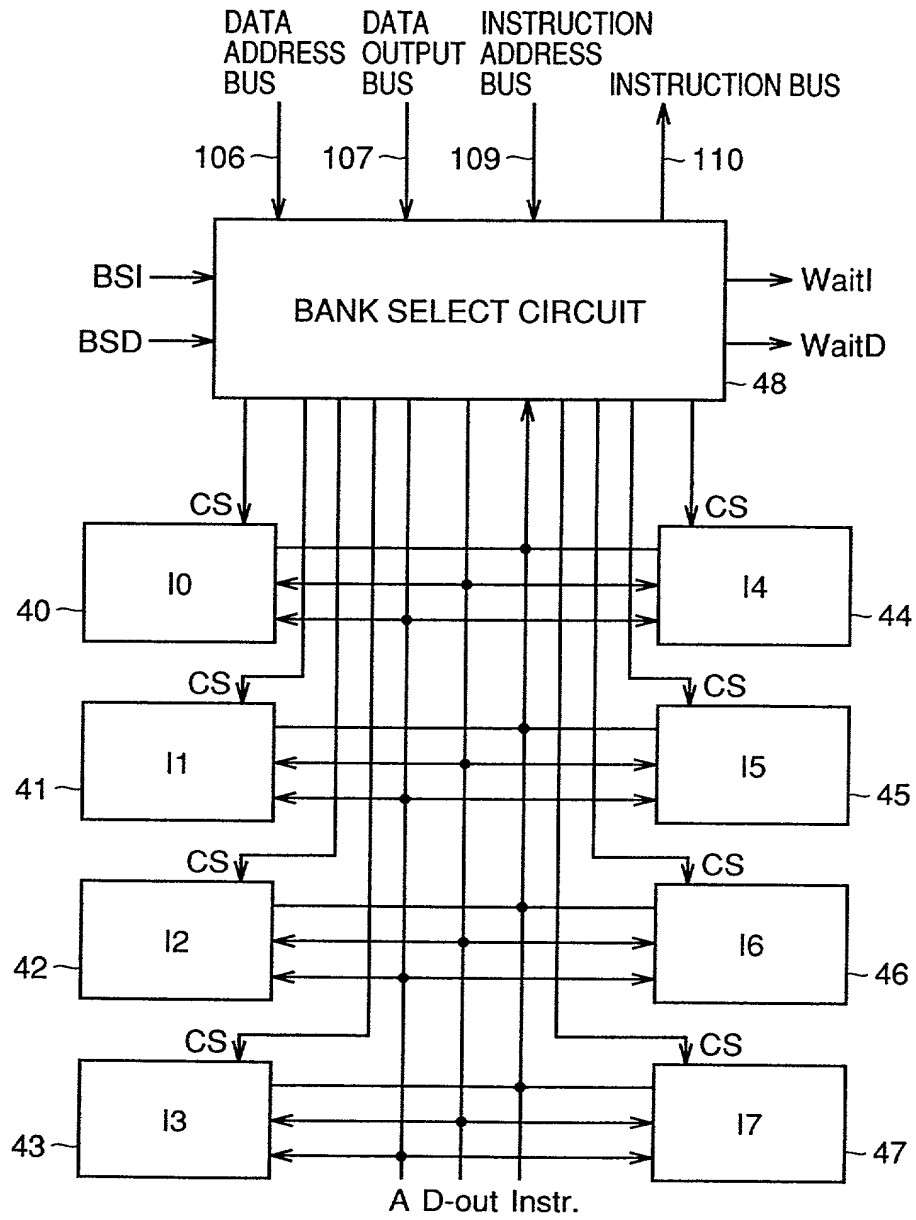 DATA ADDRESS BUS
DATA OUTPUT BUS
INSTRUCTION ADDRESS BUS
INSTRUCTION BUS
106
107
109
110
BSI
BSD
BANK SELECT CIRCUIT
WaitI
WaitD
48
CS
CS
I0
I4
40
44
CS
CS
I1
I5
41
45
CS
CS
I2
I6
42
46
CS
CS
I3
I7
43
47
A D-out Instr.